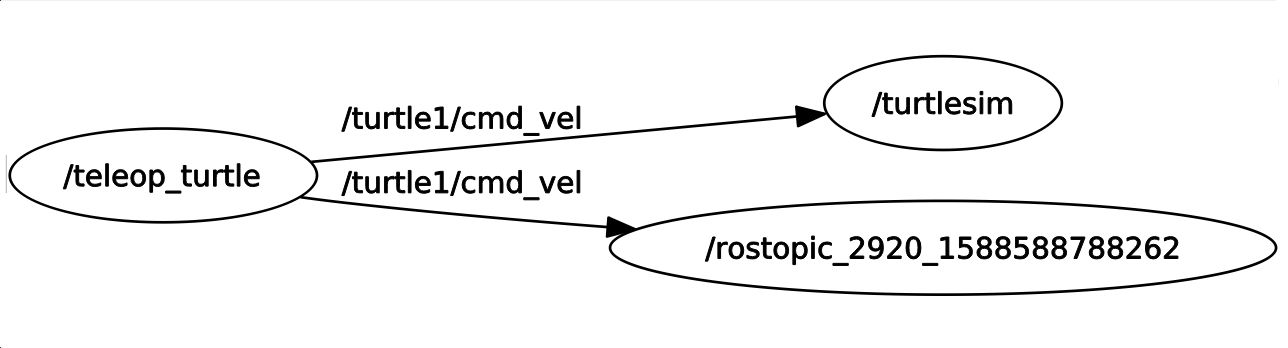 /turtlesim
/turtle1/cmd_vel
/teleop_turtle
/turtle1/cmd_vel
/rostopic_2920_1588588788262